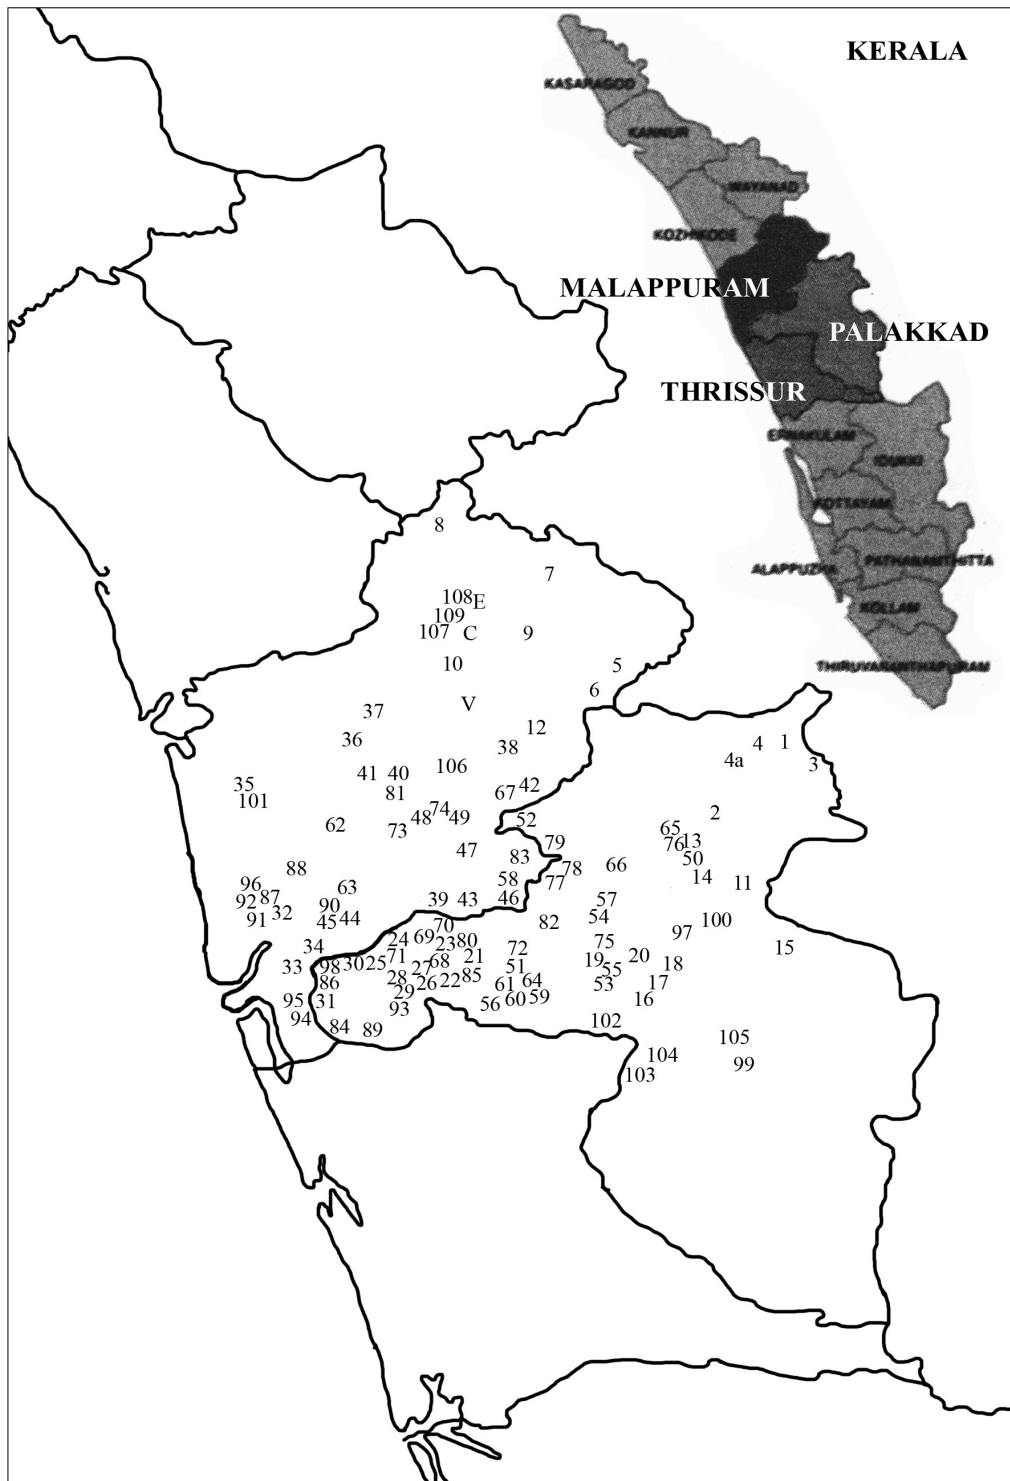 KERALA
KASARAGOD
KANNUR
WAYANAD
KOZHIKODE
MALAPPURAM
PALAKKAD
THRISSUR
ERNAKULAM
IDUKKI
KOTTAYAM
ALAPPUZHA
PATHANAMTHITTA
KOLLAM
THIRUVANANTHAPURAM
8
7
108 E
109
107 C 9
10
5
6
V
37
12
36 38
4 1
4a 3
41 40 106
35 81 67 42
101
74 2
62 73 48 49 52
65
76 13
79
47 83 50
88 78 66
96 63 58 77 14 11
92 87 90 39 43 46 57
91 32 45 44 54
70 82 97 100
34 24 69 23 80 75 15
71 72
33 98 30 25 27 68 21 51 19 20 18
55
86 28 26 22 85 61 64 53 17
95 31 29 56 60 59 16
93
94 84 89 102
105
104
103 99